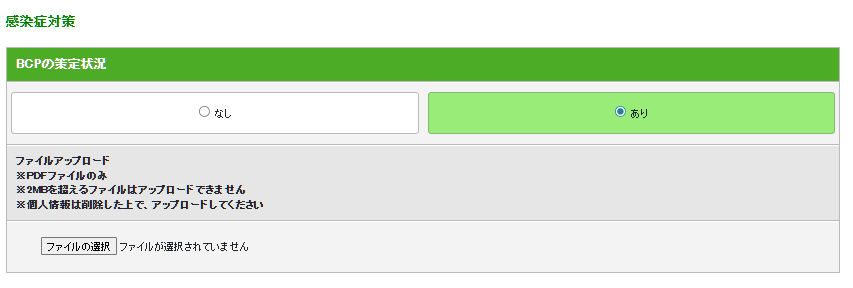 感染症対策
BCPの策定状況
なし
あり
ファイルアップロード
※PDFファイルのみ
※2MBを超えるファイルはアップロードできません
※個人情報は削除した上で、アップロードしてください
ファイルの選択 ファイルが選択されていません